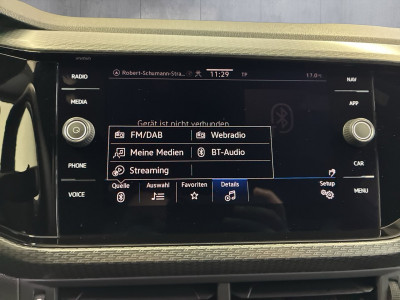 Robert-Schumann-Stra... 11:29 TP 17.0°C
RADIO
NAV
MEDIA
APP
Gerät ist nicht verbunden
FM/DAB Webradio
Meine Medien BT-Audio
Streaming
PHONE
CAR
VOICE
MENU
Quelle Auswahl Favoriten Details Setup